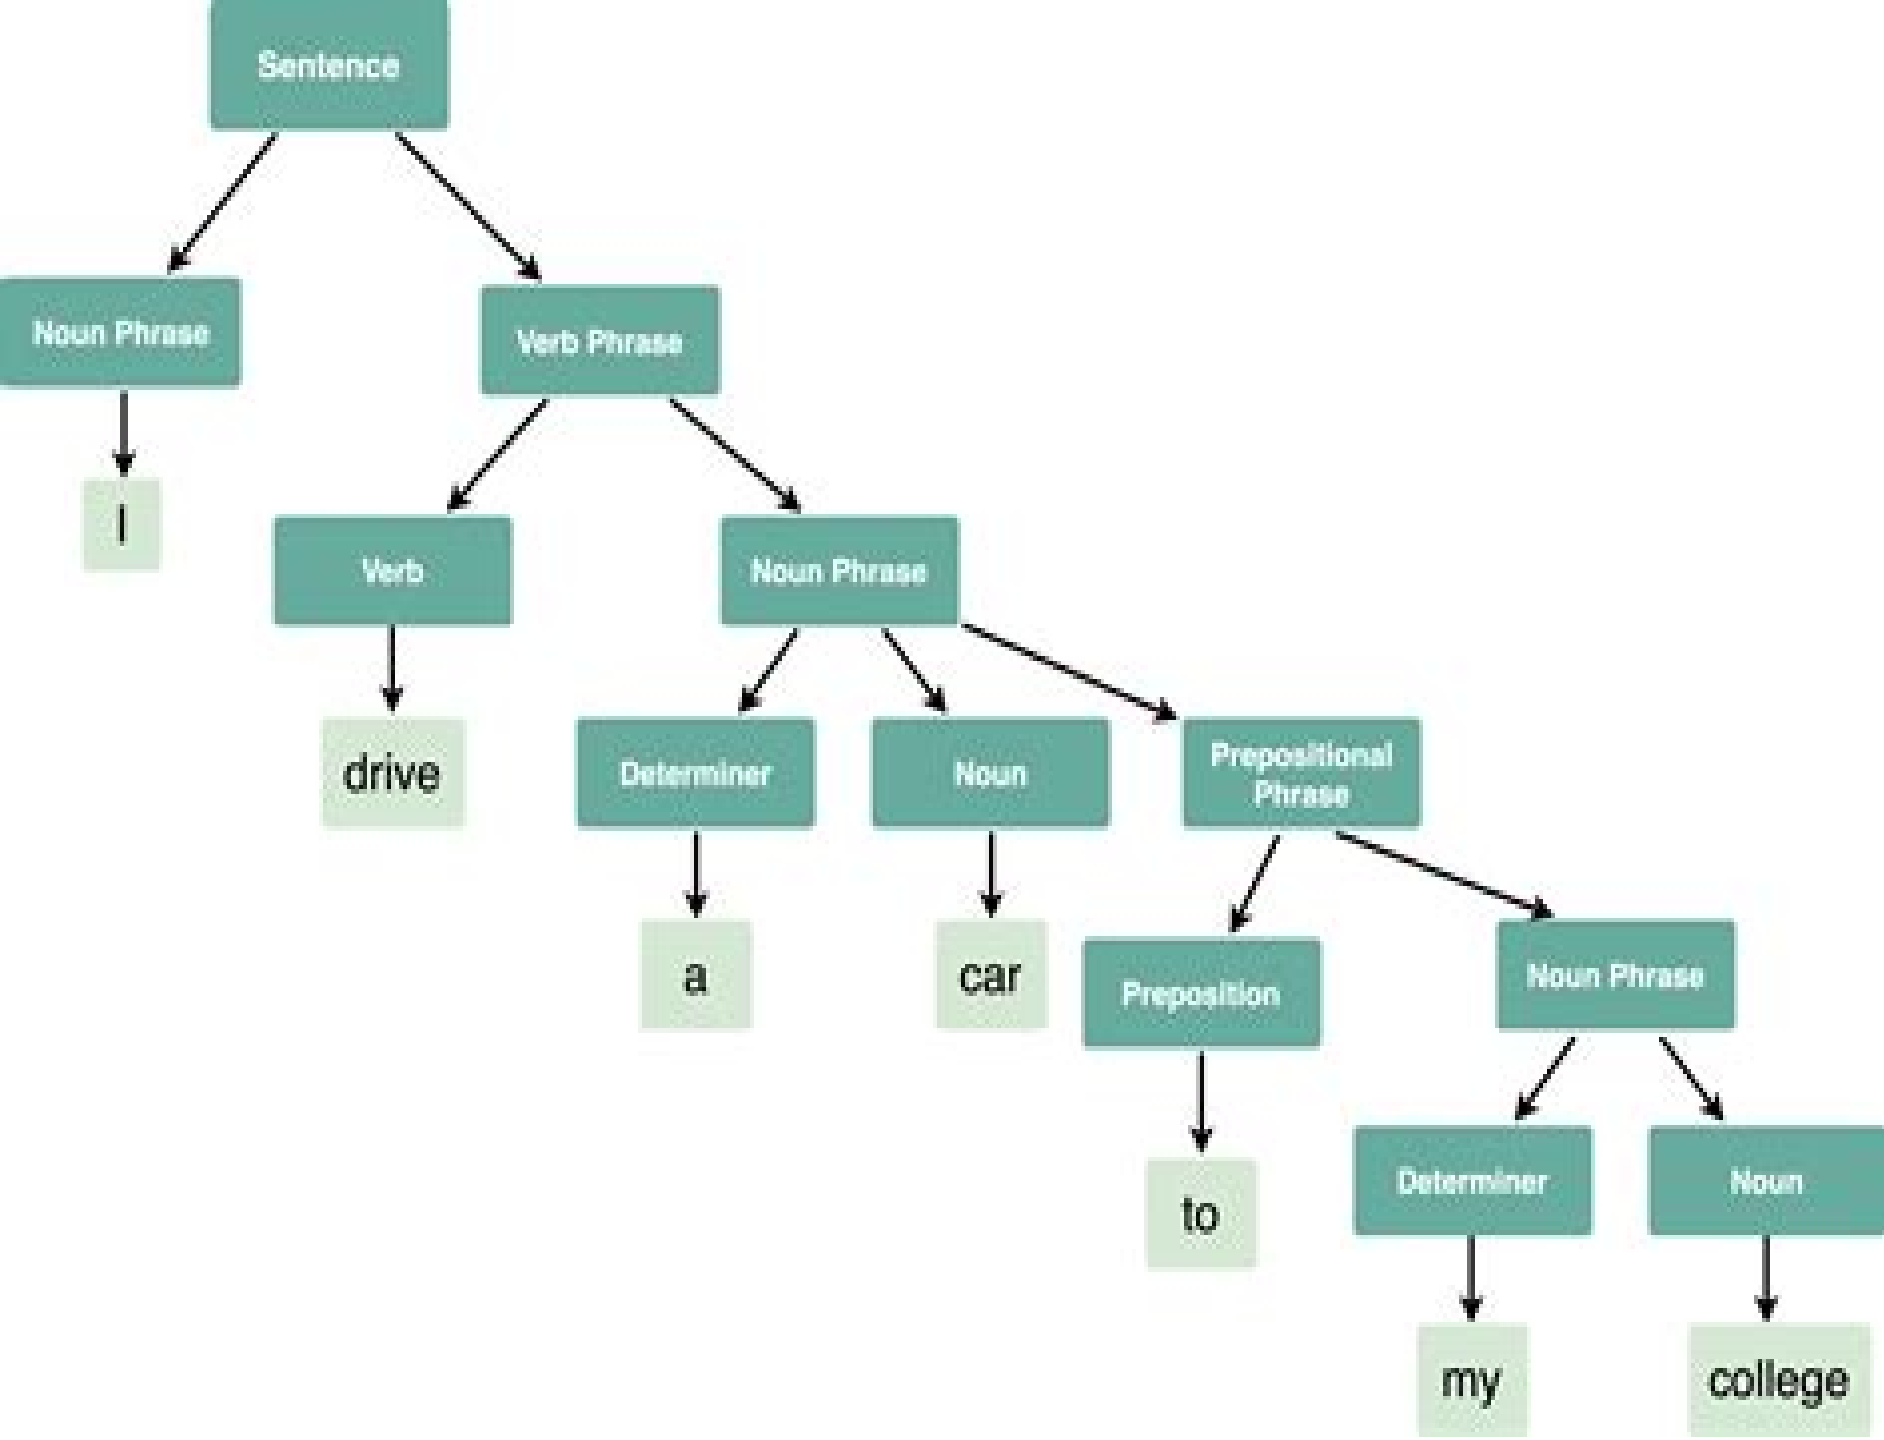 Sentence
Noun Phrase
Verb Phrase
I
Verb
Noun Phrase
drive
Determiner
Noun
Prepositional
Phrase
a
car
Preposition
Noun Phrase
to
Determiner
Noun
my
college